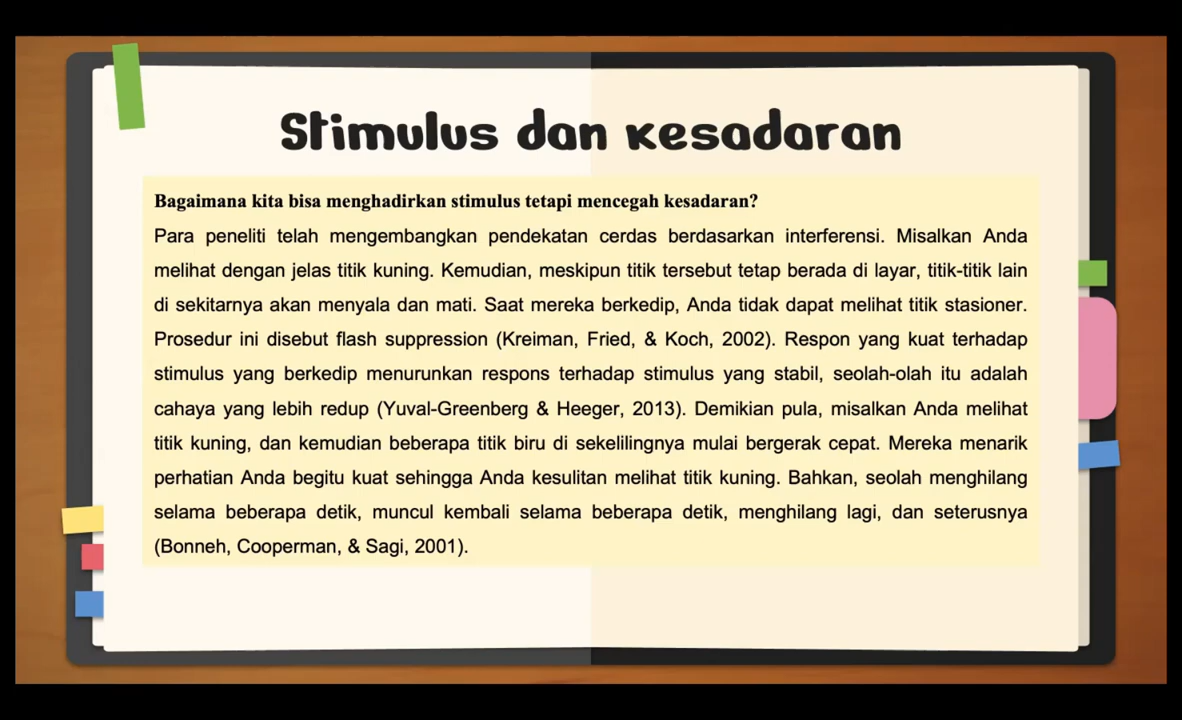 Stimulus dan kesadaran
Bagaimana kita bisa menghadirkan stimulus tetapi mencegah kesadaran?
Para peneliti telah mengembangkan pendekatan cerdas berdasarkan interferensi. Misalkan Anda
melihat dengan jelas titik kuning. Kemudian, meskipun titik tersebut tetap berada di layar, titik-titik lain
di sekitarnya akan menyala dan mati. Saat mereka berkedip, Anda tidak dapat melihat titik stasioner.
Prosedur ini disebut flash suppression (Kreiman, Fried, & Koch, 2002). Respon yang kuat terhadap
stimulus yang berkedip menurunkan respons terhadap stimulus yang stabil, seolah-olah itu adalah
cahaya yang lebih redup (Yuval-Greenberg & Heeger, 2013). Demikian pula, misalkan Anda melihat
titik kuning, dan kemudian beberapa titik biru di sekelilingnya mulai bergerak cepat. Mereka menarik
perhatian Anda begitu kuat sehingga Anda kesulitan melihat titik kuning. Bahkan, seolah menghilang
selama beberapa detik, muncul kembali selama beberapa detik, menghilang lagi, dan seterusnya
(Bonneh, Cooperman, & Sagi, 2001).